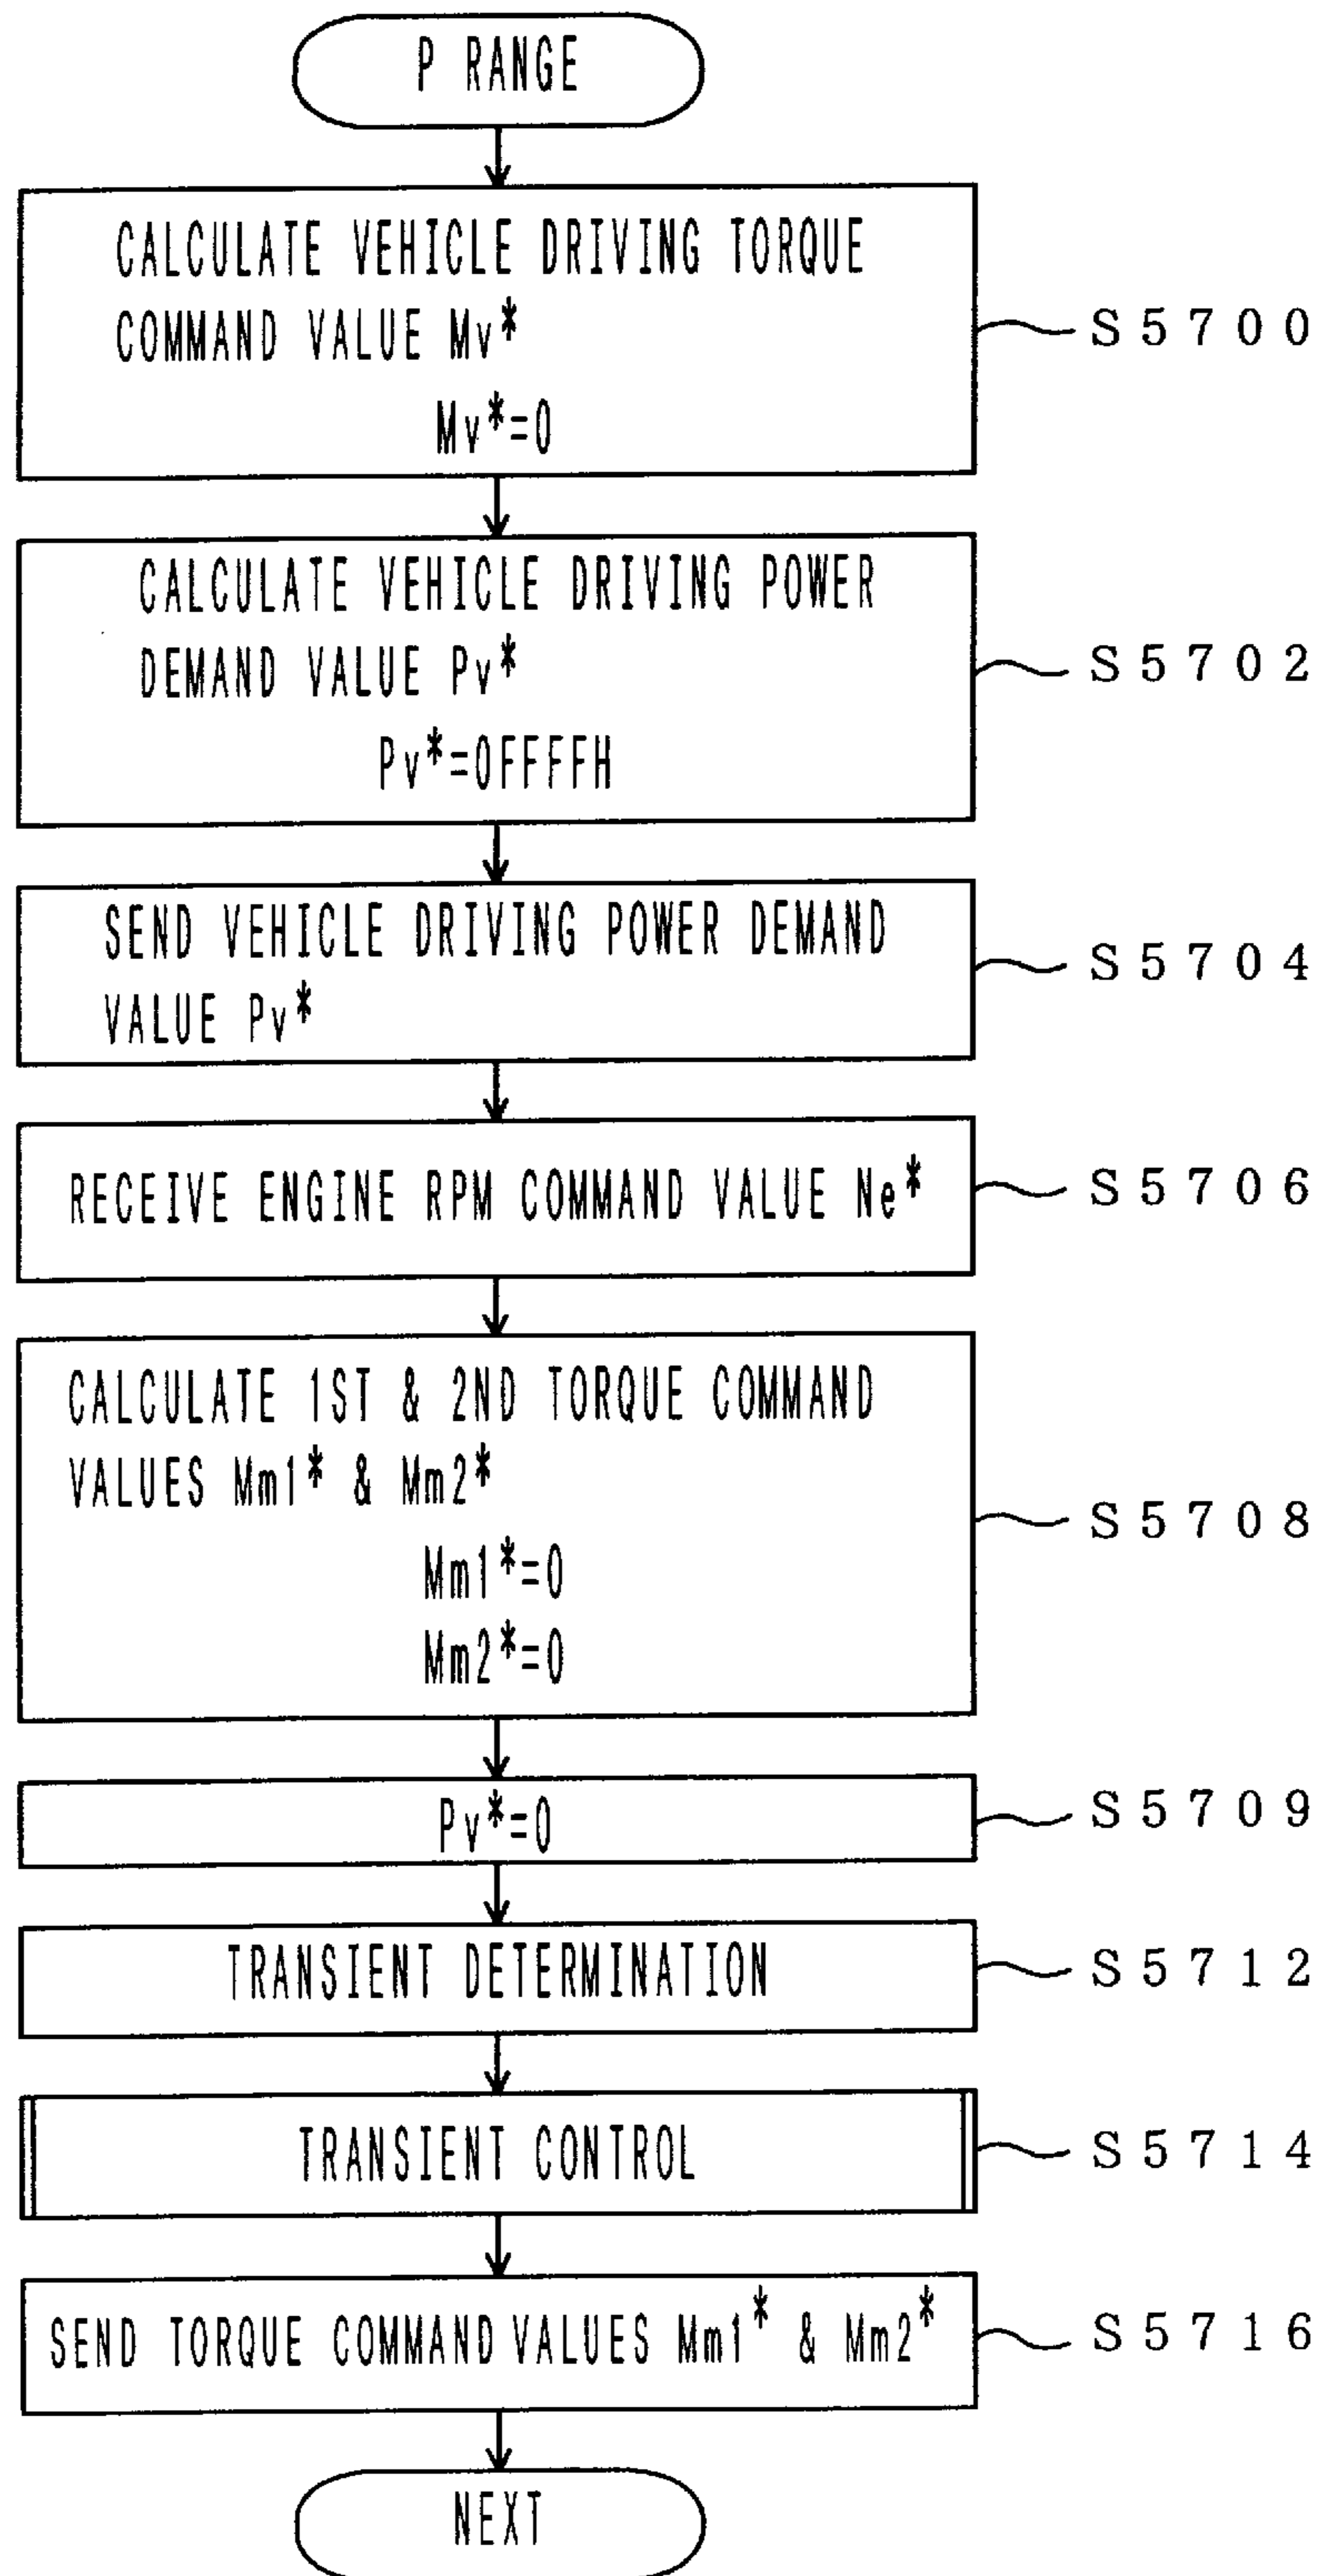 P RANGE
CALCULATE VEHICLE DRIVING TORQUE
COMMAND VALUE Mv*
Mv*=0
S5700
CALCULATE VEHICLE DRIVING POWER
DEMAND VALUE Pv*
Pv*=0FFFFH
S5702
SEND VEHICLE DRIVING POWER DEMAND
VALUE Pv*
S5704
RECEIVE ENGINE RPM COMMAND VALUE Ne*
S5706
CALCULATE 1ST & 2ND TORQUE COMMAND
VALUES Mm1* & Mm2*
Mm1*=0
Mm2*=0
S5708
Pv*=0
S5709
TRANSIENT DETERMINATION
S5712
TRANSIENT CONTROL
S5714
SEND TORQUE COMMAND VALUES Mm1* & Mm2*
S5716
NEXT